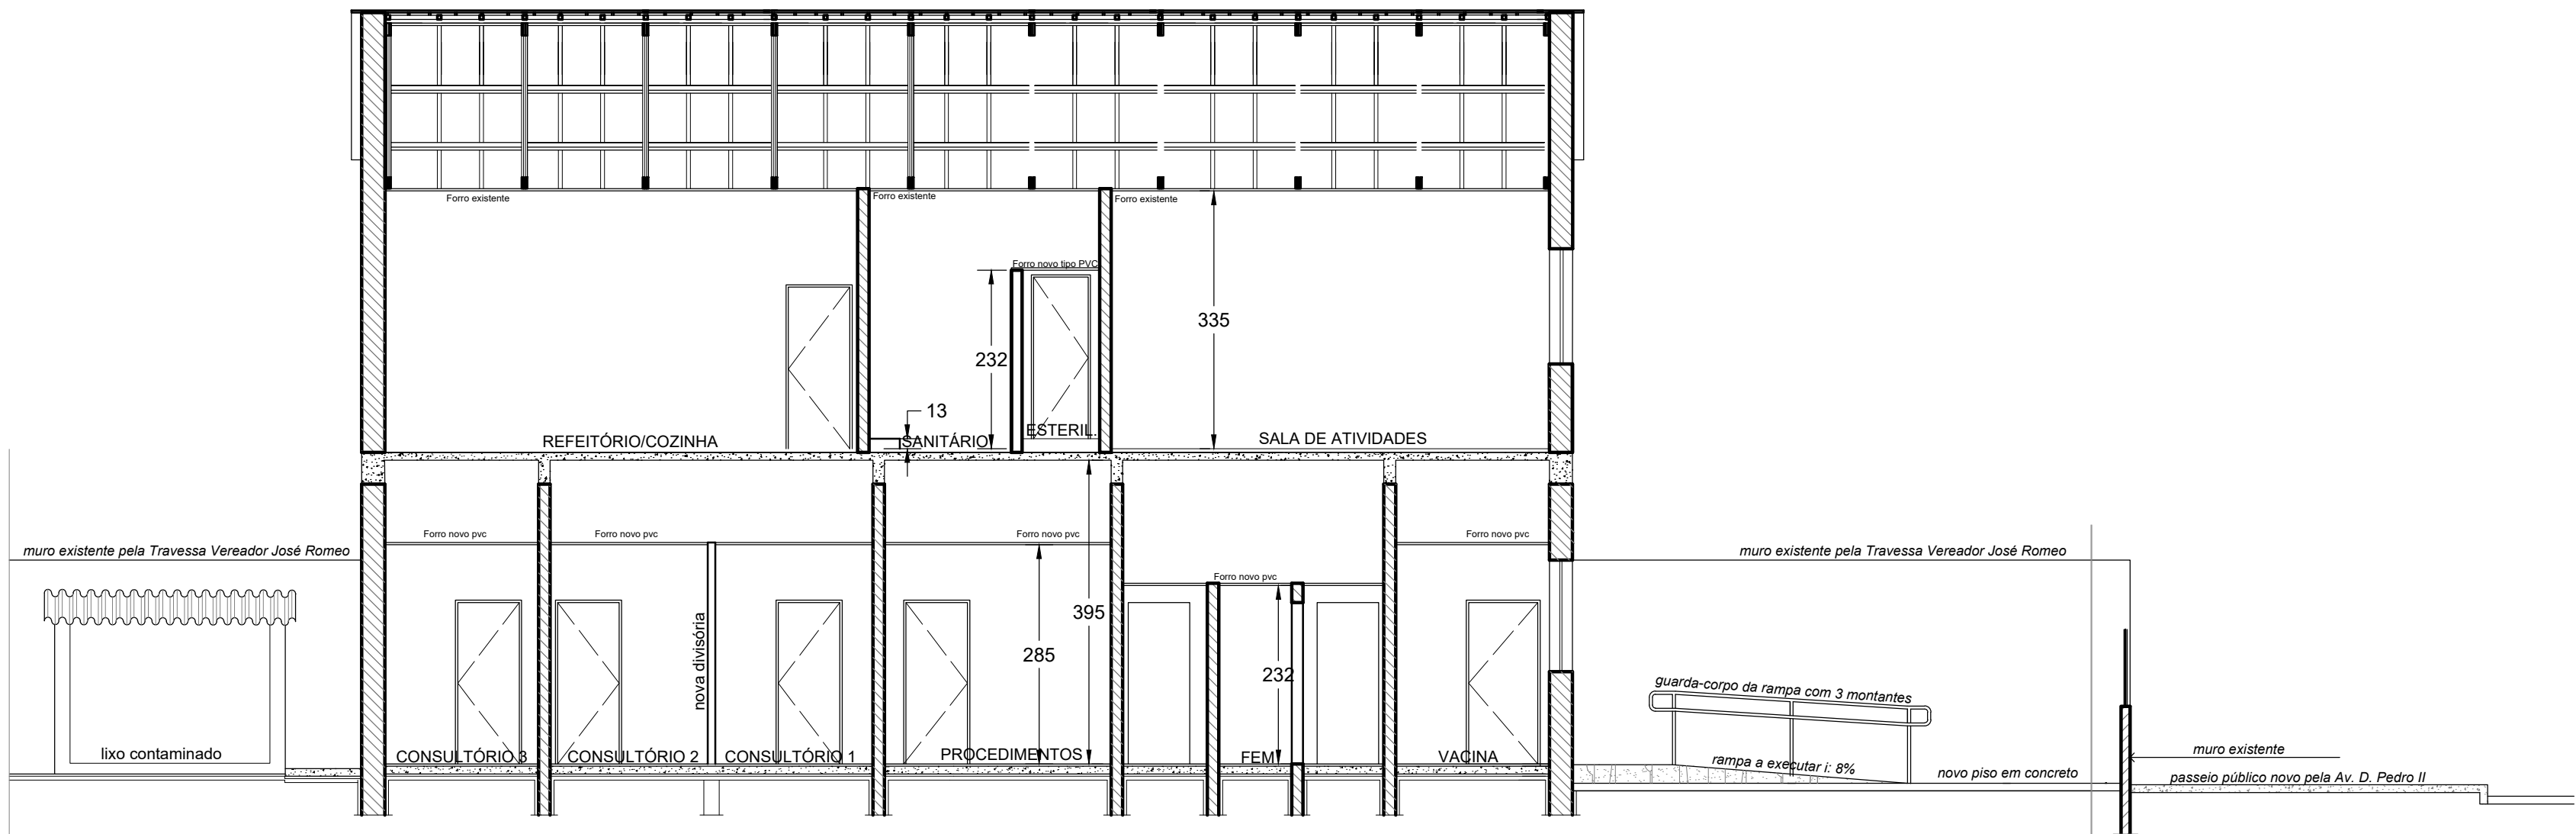 Forro existente
Forro existente
Forro existente
Forro novo tipo PVC
335
232
13
REFEITÓRIO/COZINHA
SANITÁRIO
ESTERIL.
SALA DE ATIVIDADES
Forro novo pvc
Forro novo pvc
Forro novo pvc
Forro novo pvc
muro existente pela Travessa Vereador José Romeo
muro existente pela Travessa Vereador José Romeo
Forro novo pvc
nova divisória
395
285
232
guarda-corpo da rampa com 3 montantes
lixo contaminado
CONSULTÓRIO 3
CONSULTÓRIO 2
CONSULTÓRIO 1
PROCEDIMENTOS
FEM
VACINA
rampa a executar i: 8%
novo piso em concreto
muro existente
passeio público novo pela Av. D. Pedro II